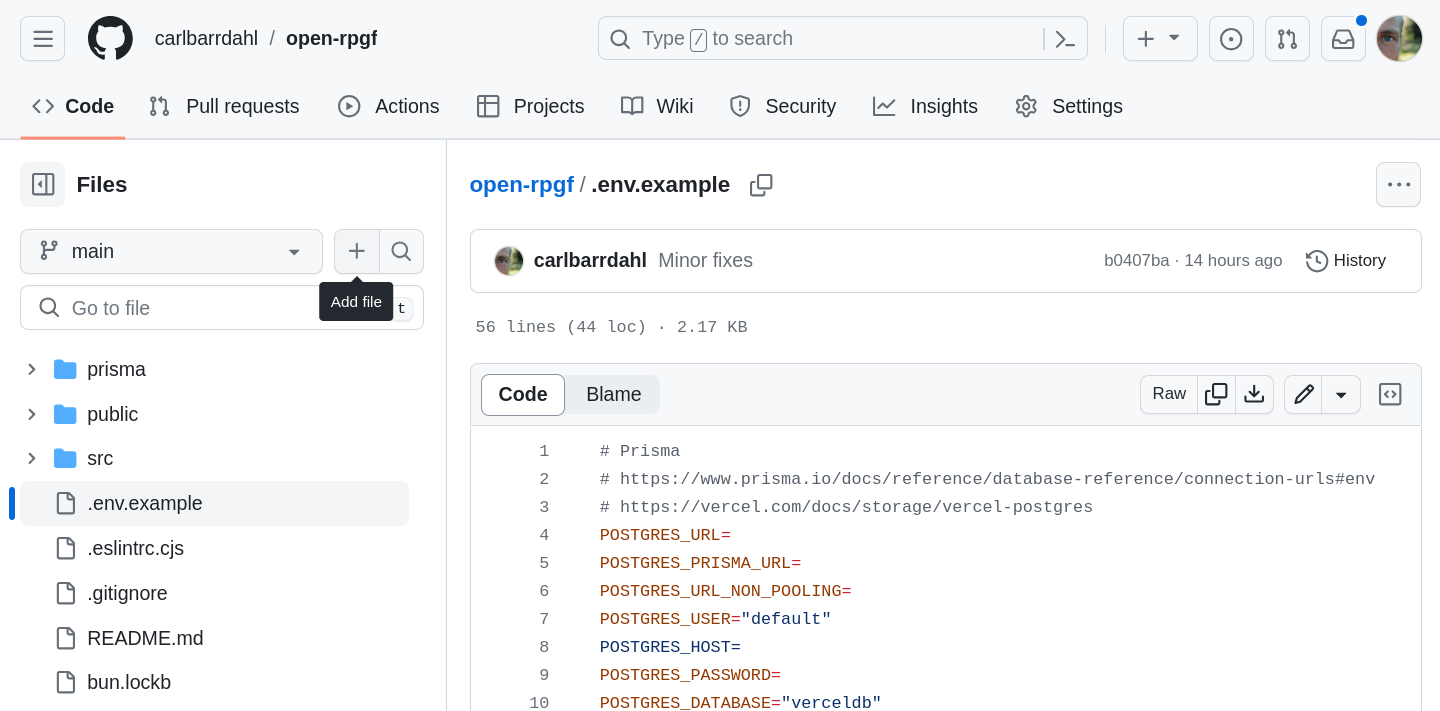 carlbarrdahl / open-rpgf
Type / to search
Code Pull requests Actions Projects Wiki Security Insights Settings
Files
main
Add file
Go to file t
prisma
public
src
.env.example
.eslintrc.cjs
.gitignore
README.md
bun.lockb
open-rpgf / .env.example
carlbarrdahl Minor fixes b0407ba · 14 hours ago History
56 lines (44 loc) · 2.17 KB
Code Blame Raw
1 # Prisma
2 # https://www.prisma.io/docs/reference/database-reference/connection-urls#env
3 # https://vercel.com/docs/storage/vercel-postgres
4 POSTGRES_URL=
5 POSTGRES_PRISMA_URL=
6 POSTGRES_URL_NON_POOLING=
7 POSTGRES_USER="default"
8 POSTGRES_HOST=
9 POSTGRES_PASSWORD=
10 POSTGRES_DATABASE="verceldb"